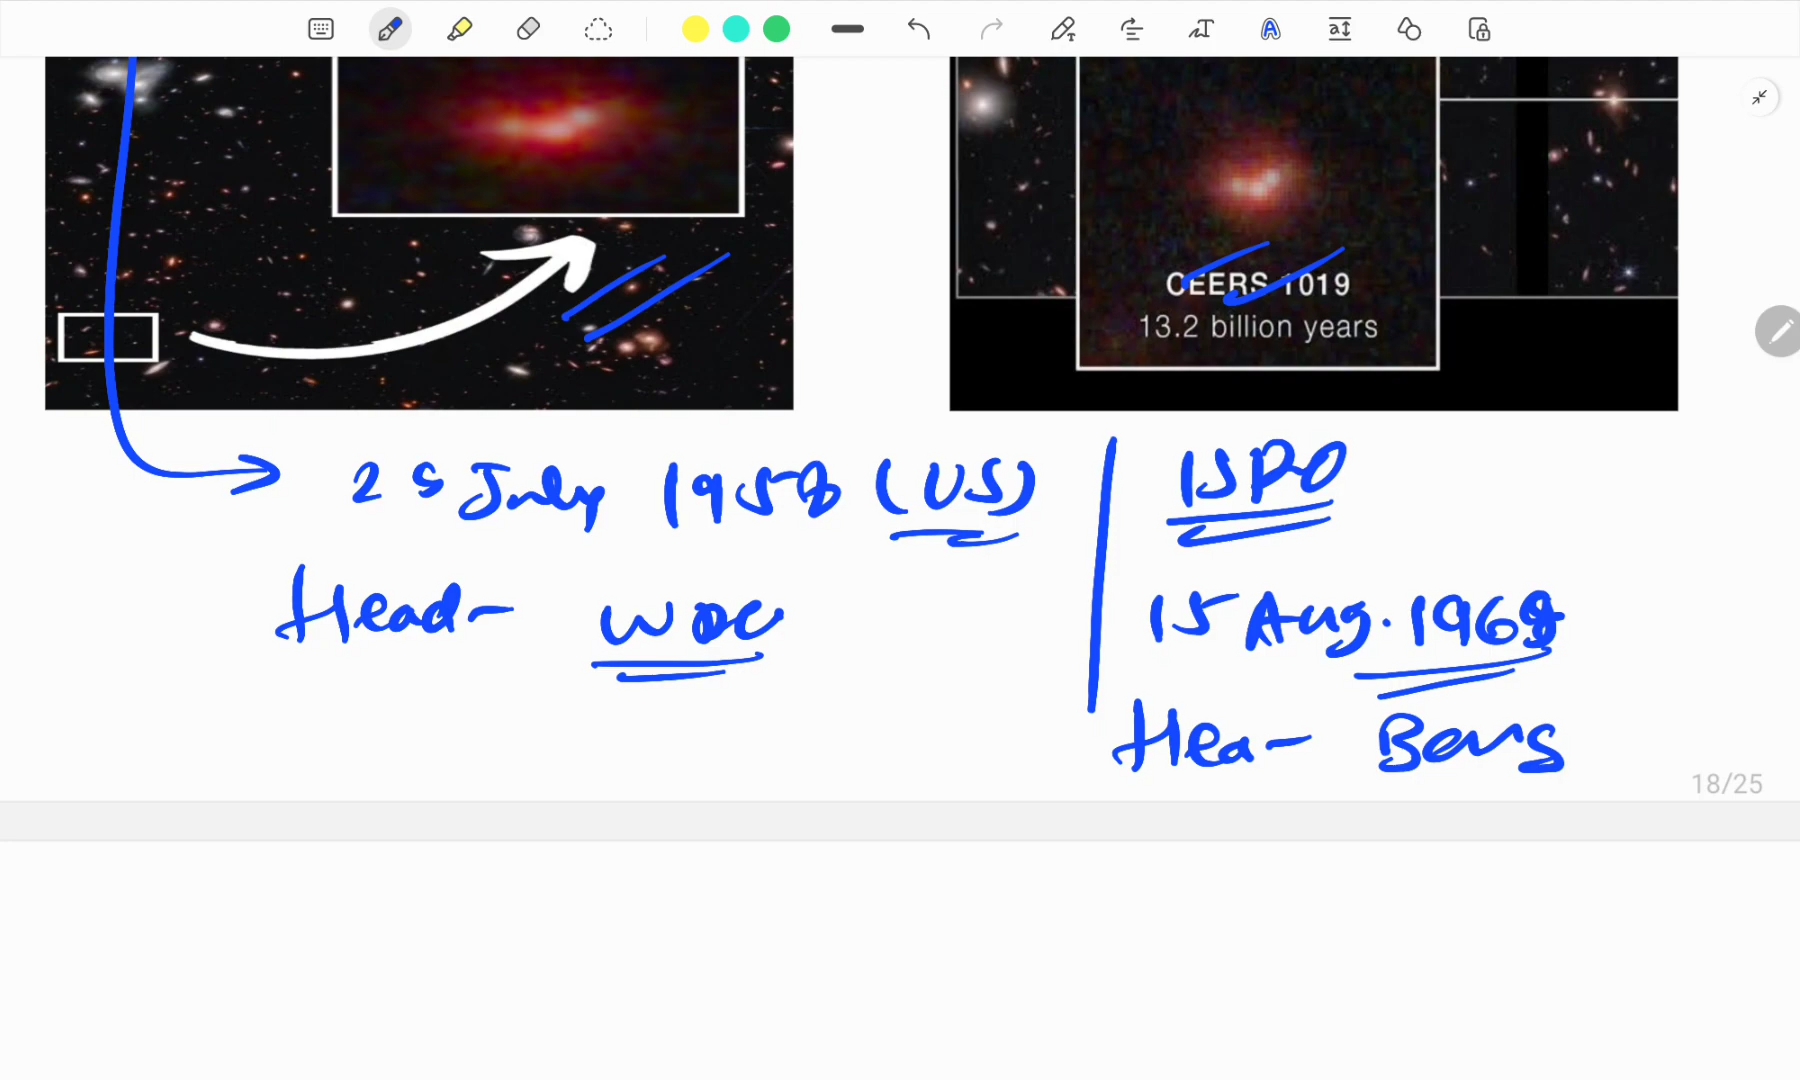 CEERS 1019
13.2 billion years
25 July 1958 (US)
Head- WDC
ISRO
15 Aug. 1969
Hea- Beng
18/25